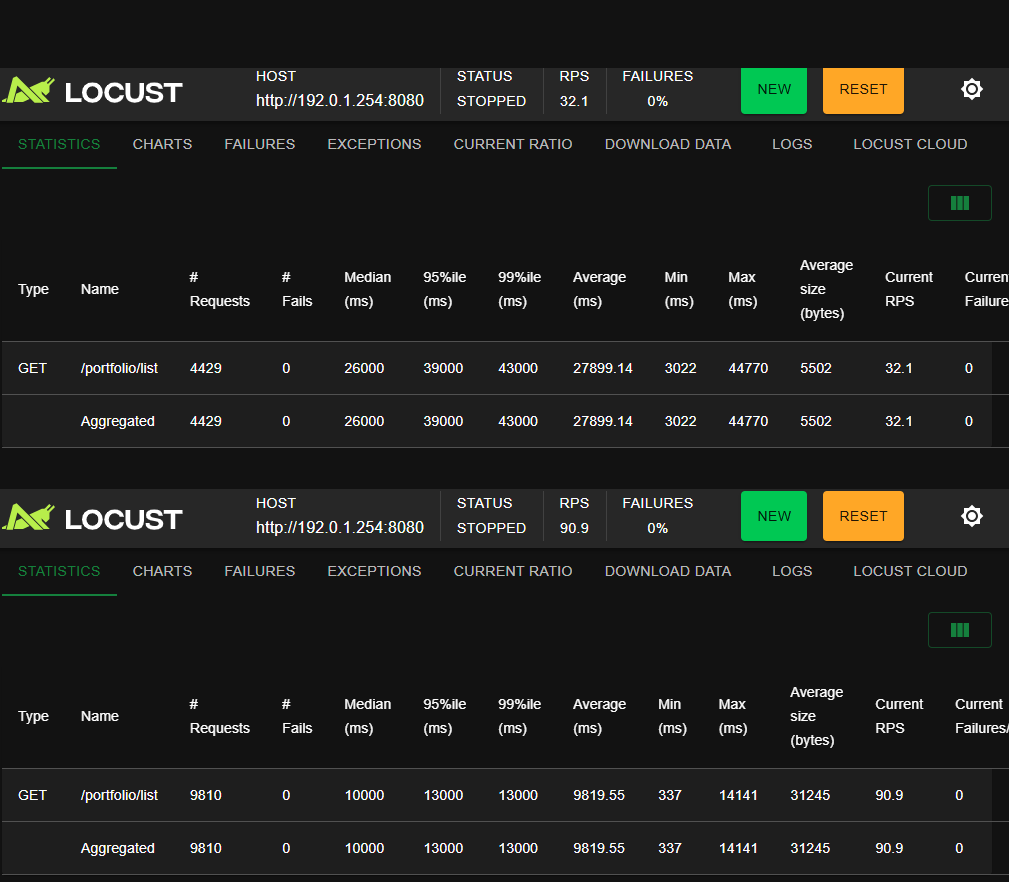 LOCUST
HOST
http://192.0.1.254:8080
STATUS
STOPPED
RPS
32.1
FAILURES
0%
NEW
RESET
STATISTICS CHARTS FAILURES EXCEPTIONS CURRENT RATIO DOWNLOAD DATA LOGS LOCUST CLOUD
Type Name # Requests # Fails Median (ms) 95%ile (ms) 99%ile (ms) Average (ms) Min (ms) Max (ms) Average size (bytes) Current RPS Curren Failure
GET /portfolio/list 4429 0 26000 39000 43000 27899.14 3022 44770 5502 32.1 0
Aggregated 4429 0 26000 39000 43000 27899.14 3022 44770 5502 32.1 0
LOCUST
HOST
http://192.0.1.254:8080
STATUS
STOPPED
RPS
90.9
FAILURES
0%
NEW
RESET
STATISTICS CHARTS FAILURES EXCEPTIONS CURRENT RATIO DOWNLOAD DATA LOGS LOCUST CLOUD
Type Name # Requests # Fails Median (ms) 95%ile (ms) 99%ile (ms) Average (ms) Min (ms) Max (ms) Average size (bytes) Current RPS Current Failures/
GET /portfolio/list 9810 0 10000 13000 13000 9819.55 337 14141 31245 90.9 0
Aggregated 9810 0 10000 13000 13000 9819.55 337 14141 31245 90.9 0